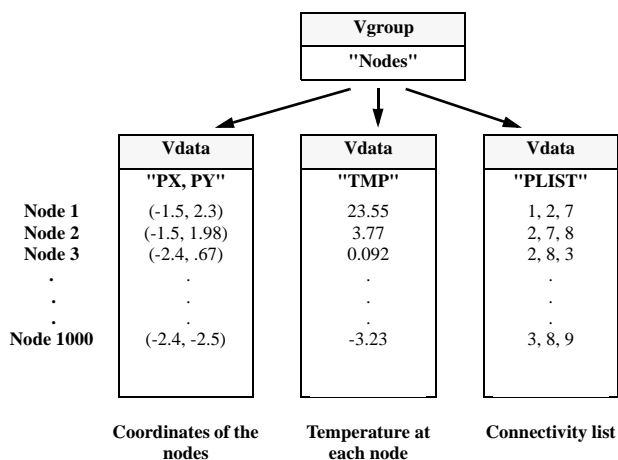 Vgroup
"Nodes"
Vdata Vdata Vdata
"PX, PY" "TMP" "PLIST"
Node 1 (-1.5, 2.3) 23.55 1, 2, 7
Node 2 (-1.5, 1.98) 3.77 2, 7, 8
Node 3 (-2.4, .67) 0.092 2, 8, 3
. . . .
. . . .
. . . .
Node 1000 (-2.4, -2.5) -3.23 3, 8, 9
Coordinates of the Temperature at Connectivity list
nodes each node